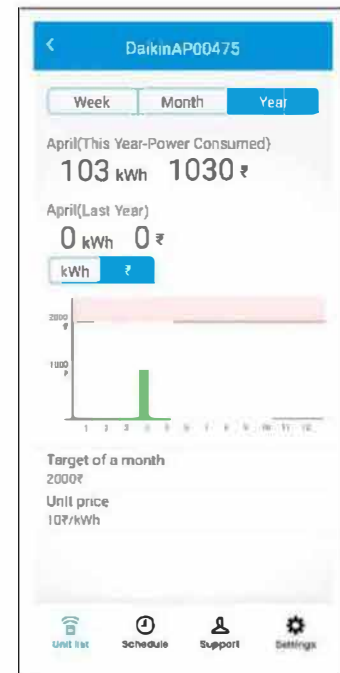 DaikinAP00475
Week Month Year
April(This Year-Power Consumed)
103 kWh 1030 ₹
April(Last Year)
0 kWh 0 ₹
kWh ₹
2000
₹
1000
₹
1 2 3 4 5 6 7 8 9 10 11 12
Target of a month
2000₹
Unit price
10₹/kWh
Unit list Schedule Support Settings